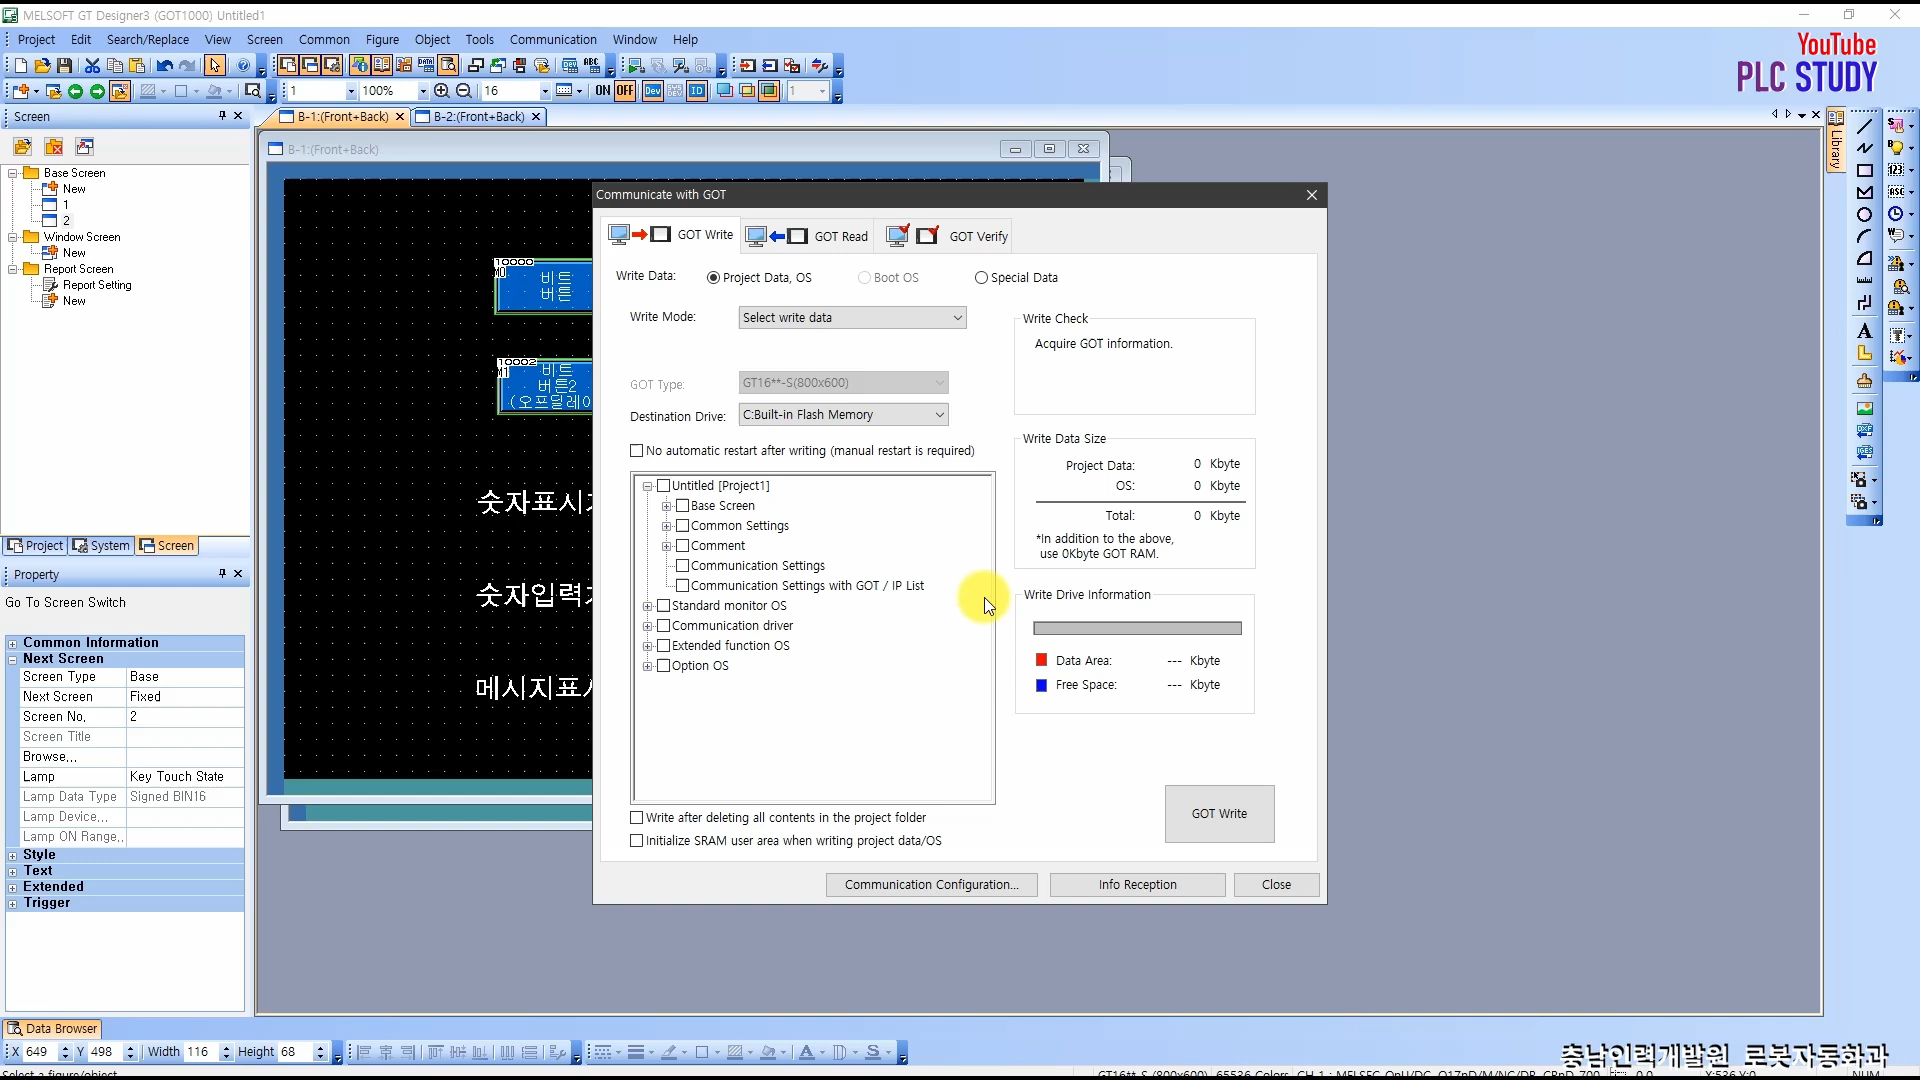 MELSOFT GT Designer3 (GOT1000) Untitled1
Project Edit Search/Replace View Screen Common Figure Object Tools Communication Window Help
YouTube
PLC STUDY
1 100% 16 ON OFF Dev ID 1
Screen
B-1:(Front+Back) B-2:(Front+Back)
Library
B-1:(Front+Back)
Base Screen
New
1
2
Window Screen
New
Report Screen
Report Setting
New
Project System Screen
Property
Go To Screen Switch
Common Information
Next Screen
Screen Type Base
Next Screen Fixed
Screen No. 2
Screen Title
Browse...
Lamp Key Touch State
Lamp Data Type Signed BIN16
Lamp Device...
Lamp ON Range..
Style
Text
Extended
Trigger
10000
M0
비트
버튼
10002
M1
비트
버튼2
숫자표시
숫자입력
메시지표
Communicate with GOT
GOT Write GOT Read GOT Verify
Write Data: Project Data, OS Boot OS Special Data
Write Mode: Select write data
GOT Type: GT16**-S(800x600)
Destination Drive: C:Built-in Flash Memory
No automatic restart after writing (manual restart is required)
Untitled [Project1]
Base Screen
Common Settings
Comment
Communication Settings
Communication Settings with GOT / IP List
Standard monitor OS
Communication driver
Extended function OS
Option OS
Write after deleting all contents in the project folder
Initialize SRAM user area when writing project data/OS
Write Check
Acquire GOT information.
Write Data Size
Project Data: 0 Kbyte
OS: 0 Kbyte
Total: 0 Kbyte
*In addition to the above,
use 0Kbyte GOT RAM.
Write Drive Information
Data Area: --- Kbyte
Free Space: --- Kbyte
GOT Write
Communication Configuration... Info Reception Close
Data Browser
X 649 Y 498 Width 116 Height 68
충남인력개발원 로봇자동화과